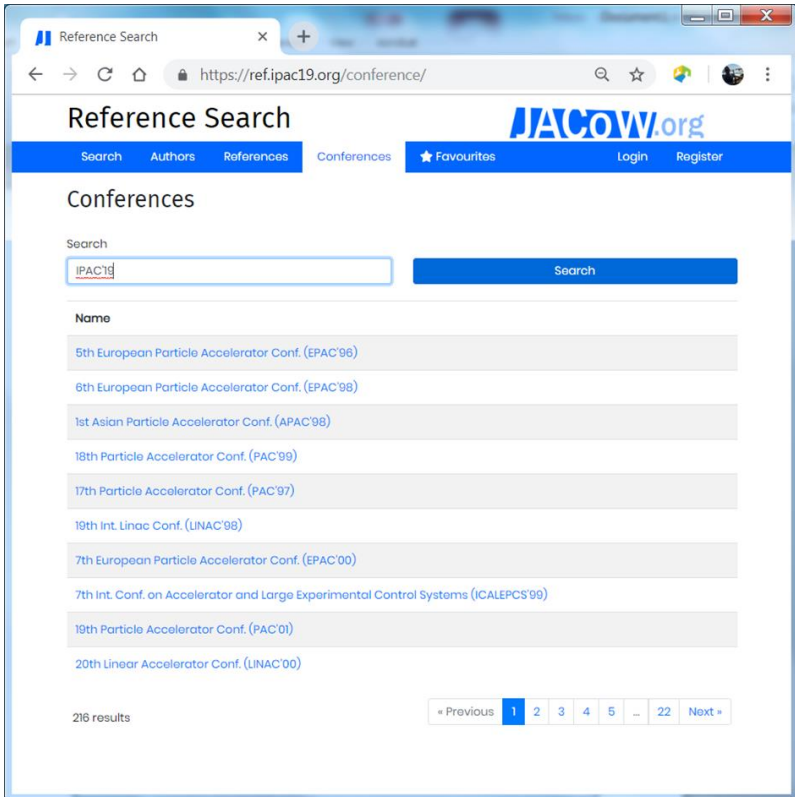 Reference Search
https://ref.ipac19.org/conference/
Reference Search
JACoW.org
Search Authors References Conferences Favourites Login Register
Conferences
Search
IPAC'19 Search
Name
5th European Particle Accelerator Conf. (EPAC'96)
6th European Particle Accelerator Conf. (EPAC'98)
1st Asian Particle Accelerator Conf. (APAC'98)
18th Particle Accelerator Conf. (PAC'99)
17th Particle Accelerator Conf. (PAC'97)
19th Int. Linac Conf. (LINAC'98)
7th European Particle Accelerator Conf. (EPAC'00)
7th Int. Conf. on Accelerator and Large Experimental Control Systems (ICALEPCS'99)
19th Particle Accelerator Conf. (PAC'01)
20th Linear Accelerator Conf. (LINAC'00)
216 results « Previous 1 2 3 4 5 ... 22 Next »